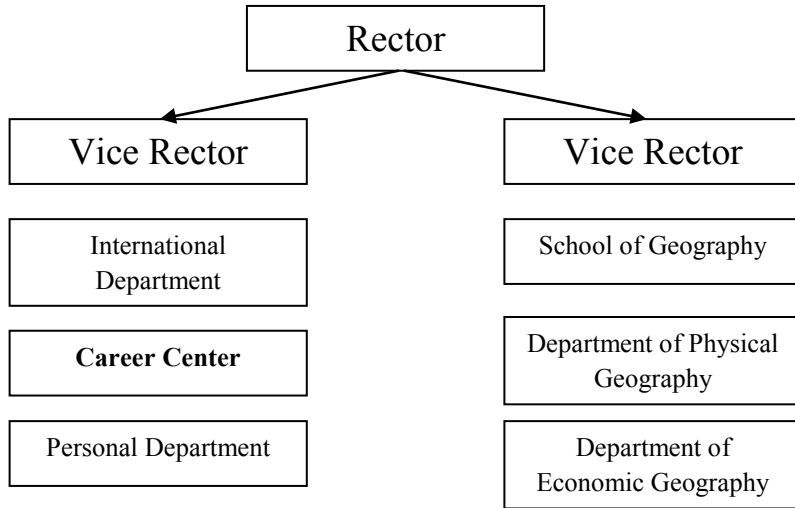 Rector
Vice Rector
Vice Rector
International
Department
School of Geography
Career Center
Department of Physical
Geography
Personal Department
Department of
Economic Geography